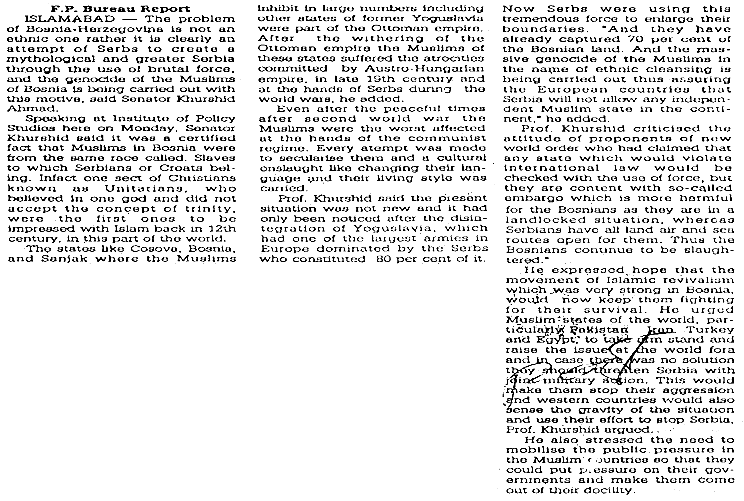 F.P. Bureau Report
ISLAMABAD — The problem
of Bosnia-Herzegovina is not an
ethnic one rather it is clearly an
attempt of Serbs to create a
mythological and greater Serbia
through the use of brutal force,
and the genocide of the Muslims
of Bosnia is being carried out with
this motive, said Senator Khurshid
Ahmad.
Speaking at Institute of Policy
Studies here on Monday, Senator
Khurshid said it was a certified
fact that Muslims in Bosnia were
from the same race called. Slaves
to which Serbians or Croats bel-
ing. Infact one sect of Christians
known as Unitarians, who
believed in one god and did not
accept the concept of trinity,
were the first ones to be
impressed with Islam back in 12th
century, in this part of the world.
The states like Cosova, Bosnia,
and Sanjak where the Muslims
inhibit in large numbers including
other states of former Yoguslavia
were part of the Ottoman empire.
After the withering of the
Ottoman empire the Muslims of
these states suffered the atrocities
committed by Austro-Hungarian
empire, in late 19th century and
at the hands of Serbs during the
world wars, he added.
Even after the peaceful times
after second world war the
Muslims were the worst affected
at the hands of the communist
regime. Every atempt was made
to secularise them and a cultural
onslaught like changing their lan-
guage and their living style was
carried.
Prof. Khurshid said the present
situation was not new and it had
only been noticed after the disin-
tegration of Yoguslavia, which
had one of the largest armies in
Europe dominated by the Serbs
who constituted 80 per cent of it.
Now Serbs were using this
tremendous force to enlarge their
boundaries. "And they have
already captured 70 per cent of
the Bosnian land. And the mas-
sive genocide of the Muslims in
the name of ethnic cleansing is
being carried out thus assuring
the European countries that
Serbia will not allow any indepen-
dent Muslim state in the conti-
nent," he added.
Prof. Khurshid criticised the
attitude of proponents of new
world order who had claimed that
any state which would violate
international law would be
checked with the use of force, but
they are content with so-called
embargo which is more harmful
for the Bosnians as they are in a
landlocked situation, whereas
Serbians have all land air and sea
routes open for them. Thus the
Bosnians continue to be slaugh-
tered."
He expressed hope that the
movement of Islamic revivalism
which was very strong in Bosnia,
would now keep them fighting
for their survival. He urged
Muslim states of the world, par-
ticularly Pakistan Iran Turkey
and Egypt, to take firm stand and
raise the issue at the world fora
and in case there was no solution
they should threaten Serbia with
joint military action. This would
make them stop their aggression
and western countries would also
sense the gravity of the situation
and use their effort to stop Serbia,
Prof. Khurshid argued.
He also stressed the need to
mobilise the public pressure in
the Muslim countries so that they
could put pressure on their gov-
ernments and make them come
out of their docility.